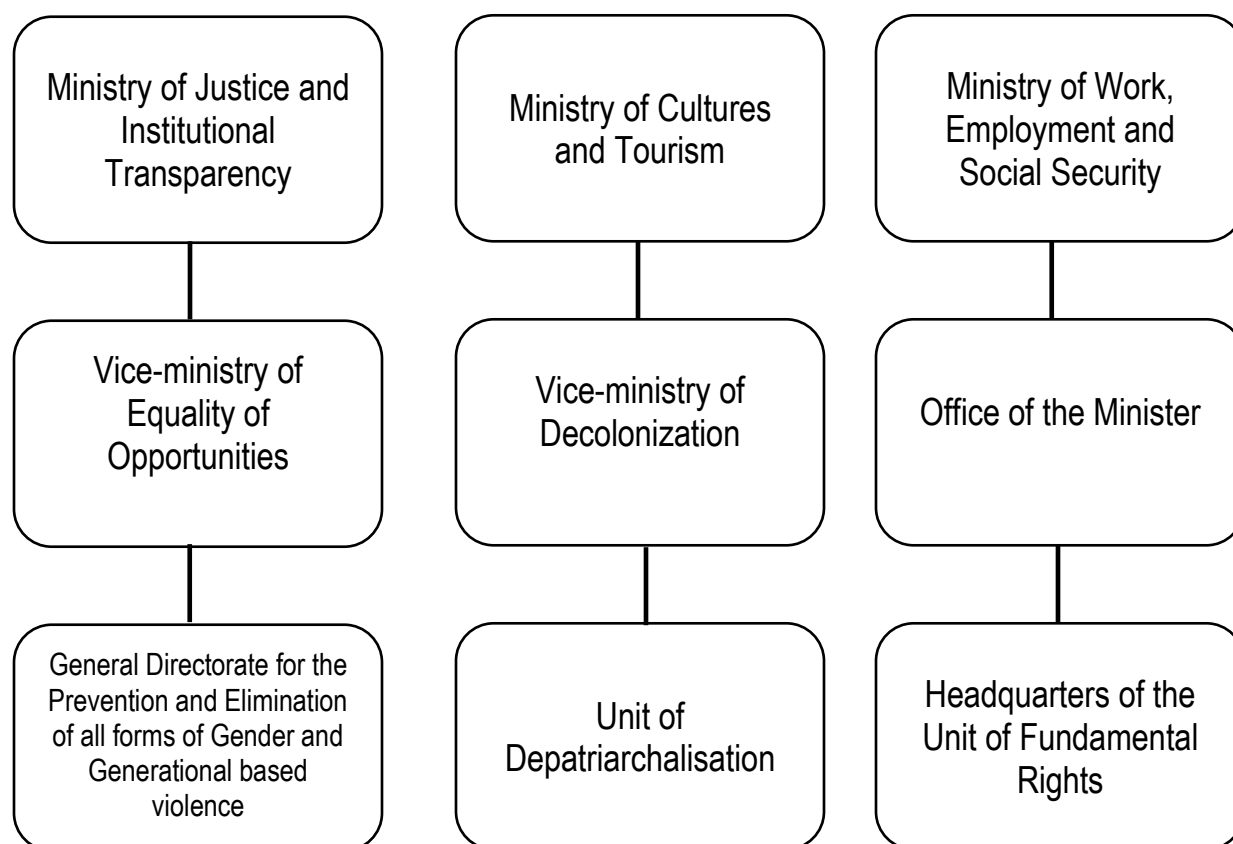 Ministry of Justice and
Institutional
Transparency
Ministry of Cultures
and Tourism
Ministry of Work,
Employment and
Social Security
Vice-ministry of
Equality of
Opportunities
Vice-ministry of
Decolonization
Office of the Minister
General Directorate for the
Prevention and Elimination
of all forms of Gender and
Generational based
violence
Unit of
Depatriarchalisation
Headquarters of the
Unit of Fundamental
Rights